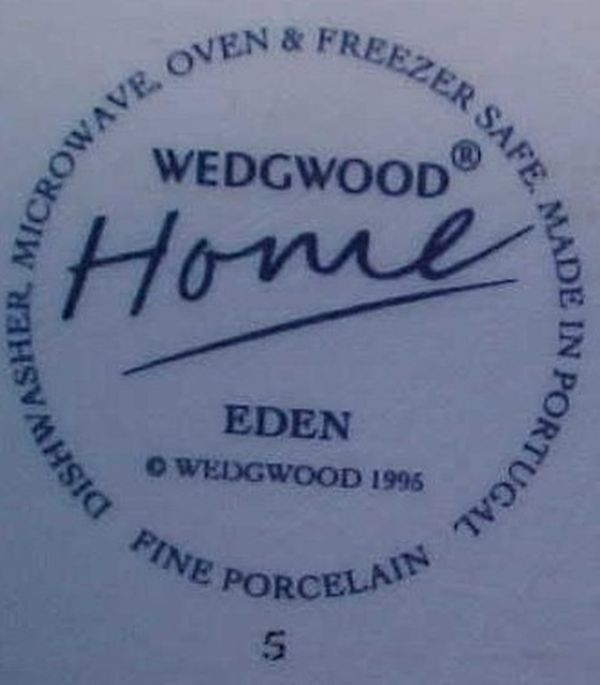 DISHWASHER, MICROWAVE, OVEN & FREEZER SAFE. MADE IN PORTUGAL
WEDGWOOD®
Home
EDEN
© WEDGWOOD 1995
FINE PORCELAIN
5